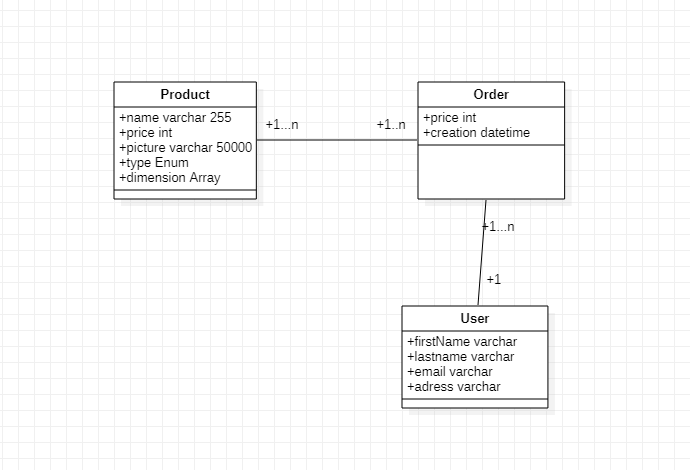 Product
+name varchar 255
+price int
+picture varchar 50000
+type Enum
+dimension Array
+1...n
+1..n
Order
+price int
+creation datetime
+1...n
+1
User
+firstName varchar
+lastname varchar
+email varchar
+adress varchar